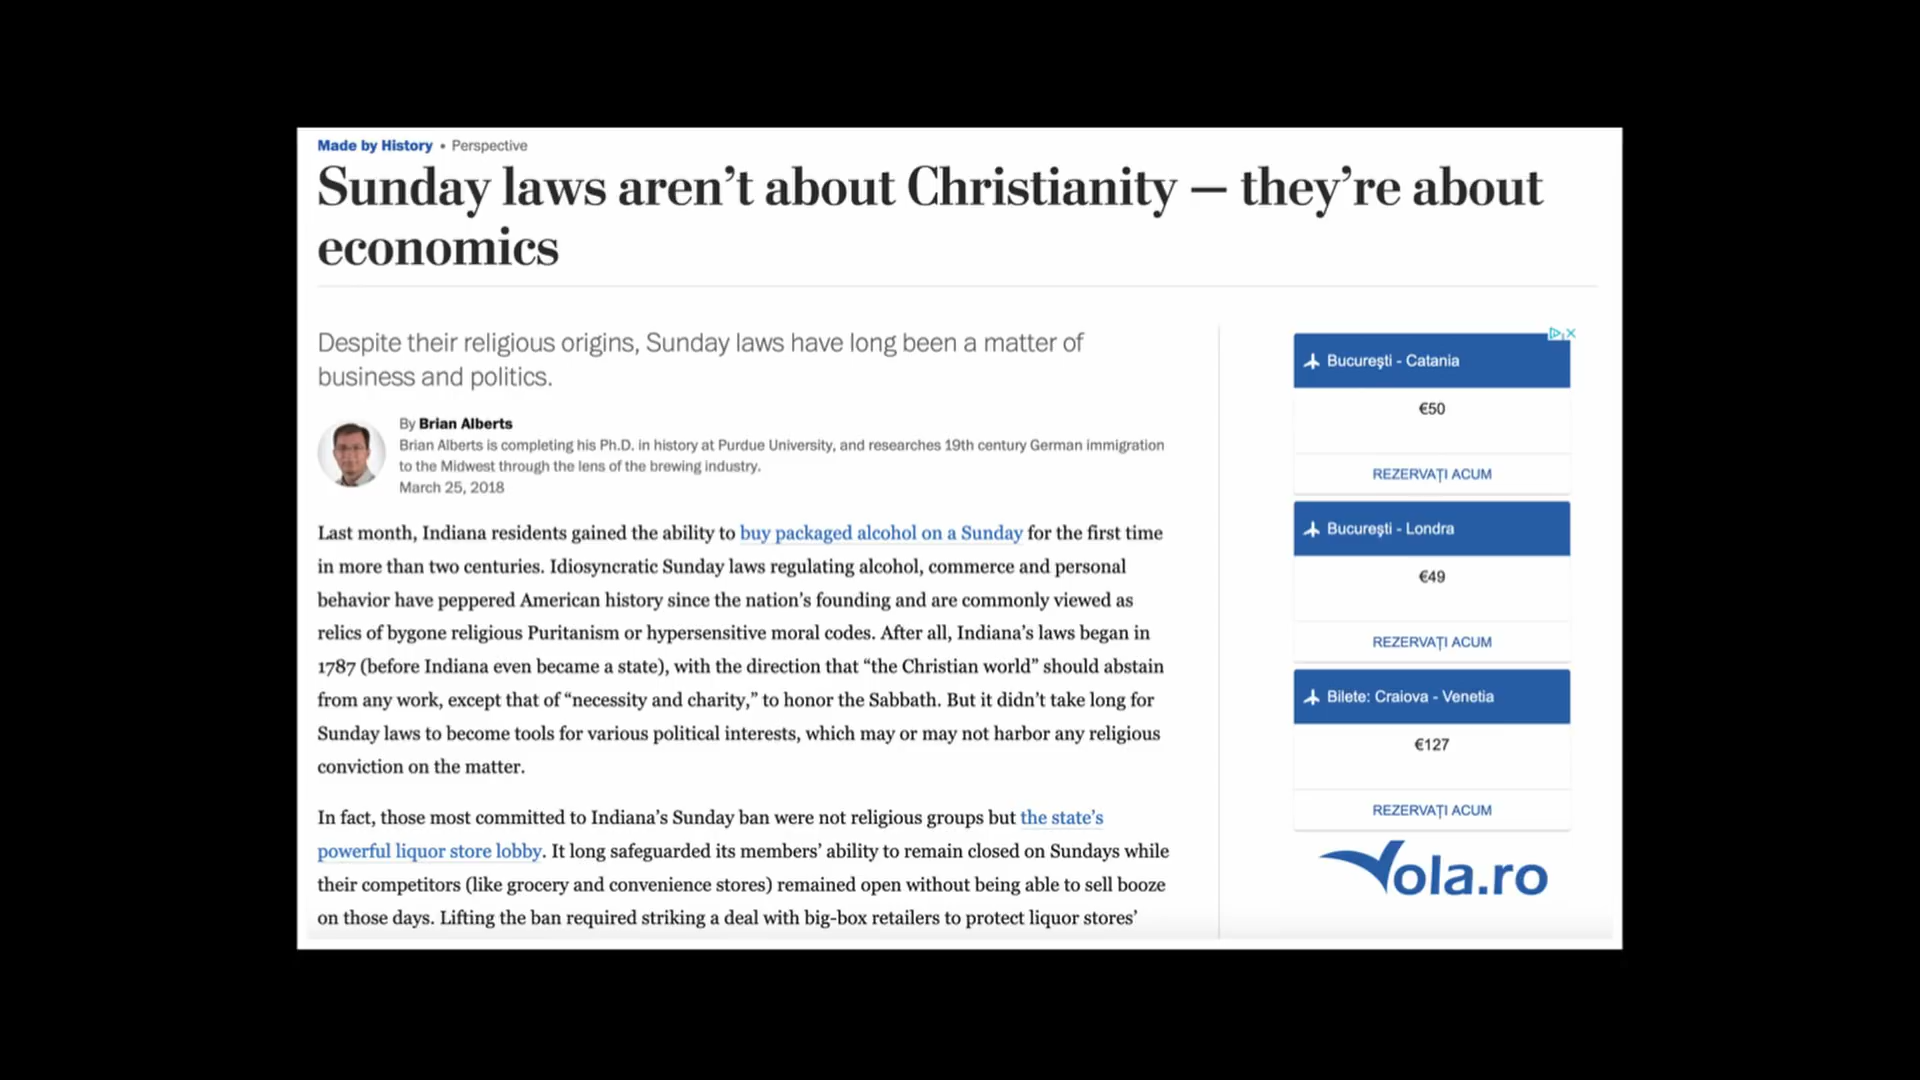 Made by History • Perspective
Sunday laws aren’t about Christianity — they’re about
economics
Despite their religious origins, Sunday laws have long been a matter of
business and politics.
By Brian Alberts
Brian Alberts is completing his Ph.D. in history at Purdue University, and researches 19th century German immigration
to the Midwest through the lens of the brewing industry.
March 25, 2018
Last month, Indiana residents gained the ability to buy packaged alcohol on a Sunday for the first time
in more than two centuries. Idiosyncratic Sunday laws regulating alcohol, commerce and personal
behavior have peppered American history since the nation’s founding and are commonly viewed as
relics of bygone religious Puritanism or hypersensitive moral codes. After all, Indiana’s laws began in
1787 (before Indiana even became a state), with the direction that “the Christian world” should abstain
from any work, except that of “necessity and charity,” to honor the Sabbath. But it didn’t take long for
Sunday laws to become tools for various political interests, which may or may not harbor any religious
conviction on the matter.
In fact, those most committed to Indiana’s Sunday ban were not religious groups but the state’s
powerful liquor store lobby. It long safeguarded its members’ ability to remain closed on Sundays while
their competitors (like grocery and convenience stores) remained open without being able to sell booze
on those days. Lifting the ban required striking a deal with big-box retailers to protect liquor stores’
Bucureşti - Catania
€50
REZERVAȚI ACUM
Bucureşti - Londra
€49
REZERVAȚI ACUM
Bilete: Craiova - Venetia
€127
REZERVAȚI ACUM
Vola.ro